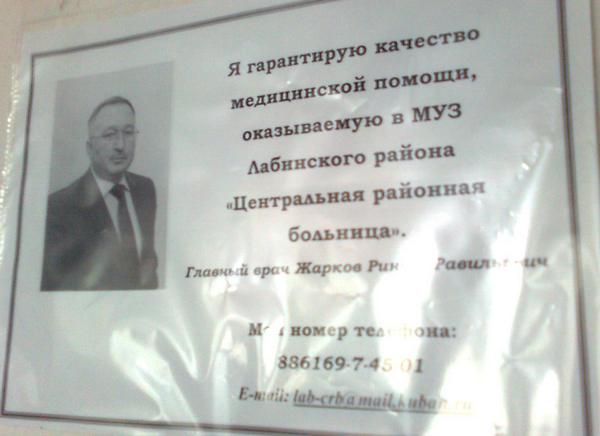 Я гарантирую качество
медицинской помощи,
оказываемую в МУЗ
Лабинского района
«Центральная районная
больница».
Главный врач Жарков
номер телефона:
886169-7-45-01
E-mail: lab-crb@mail.kuban.ru